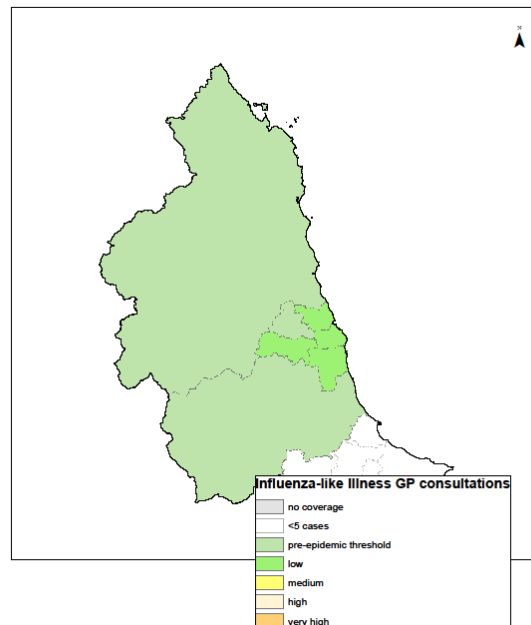 Influenza-like Illness GP consultations
no coverage
<5 cases
pre-epidemic threshold
low
medium
high
very high